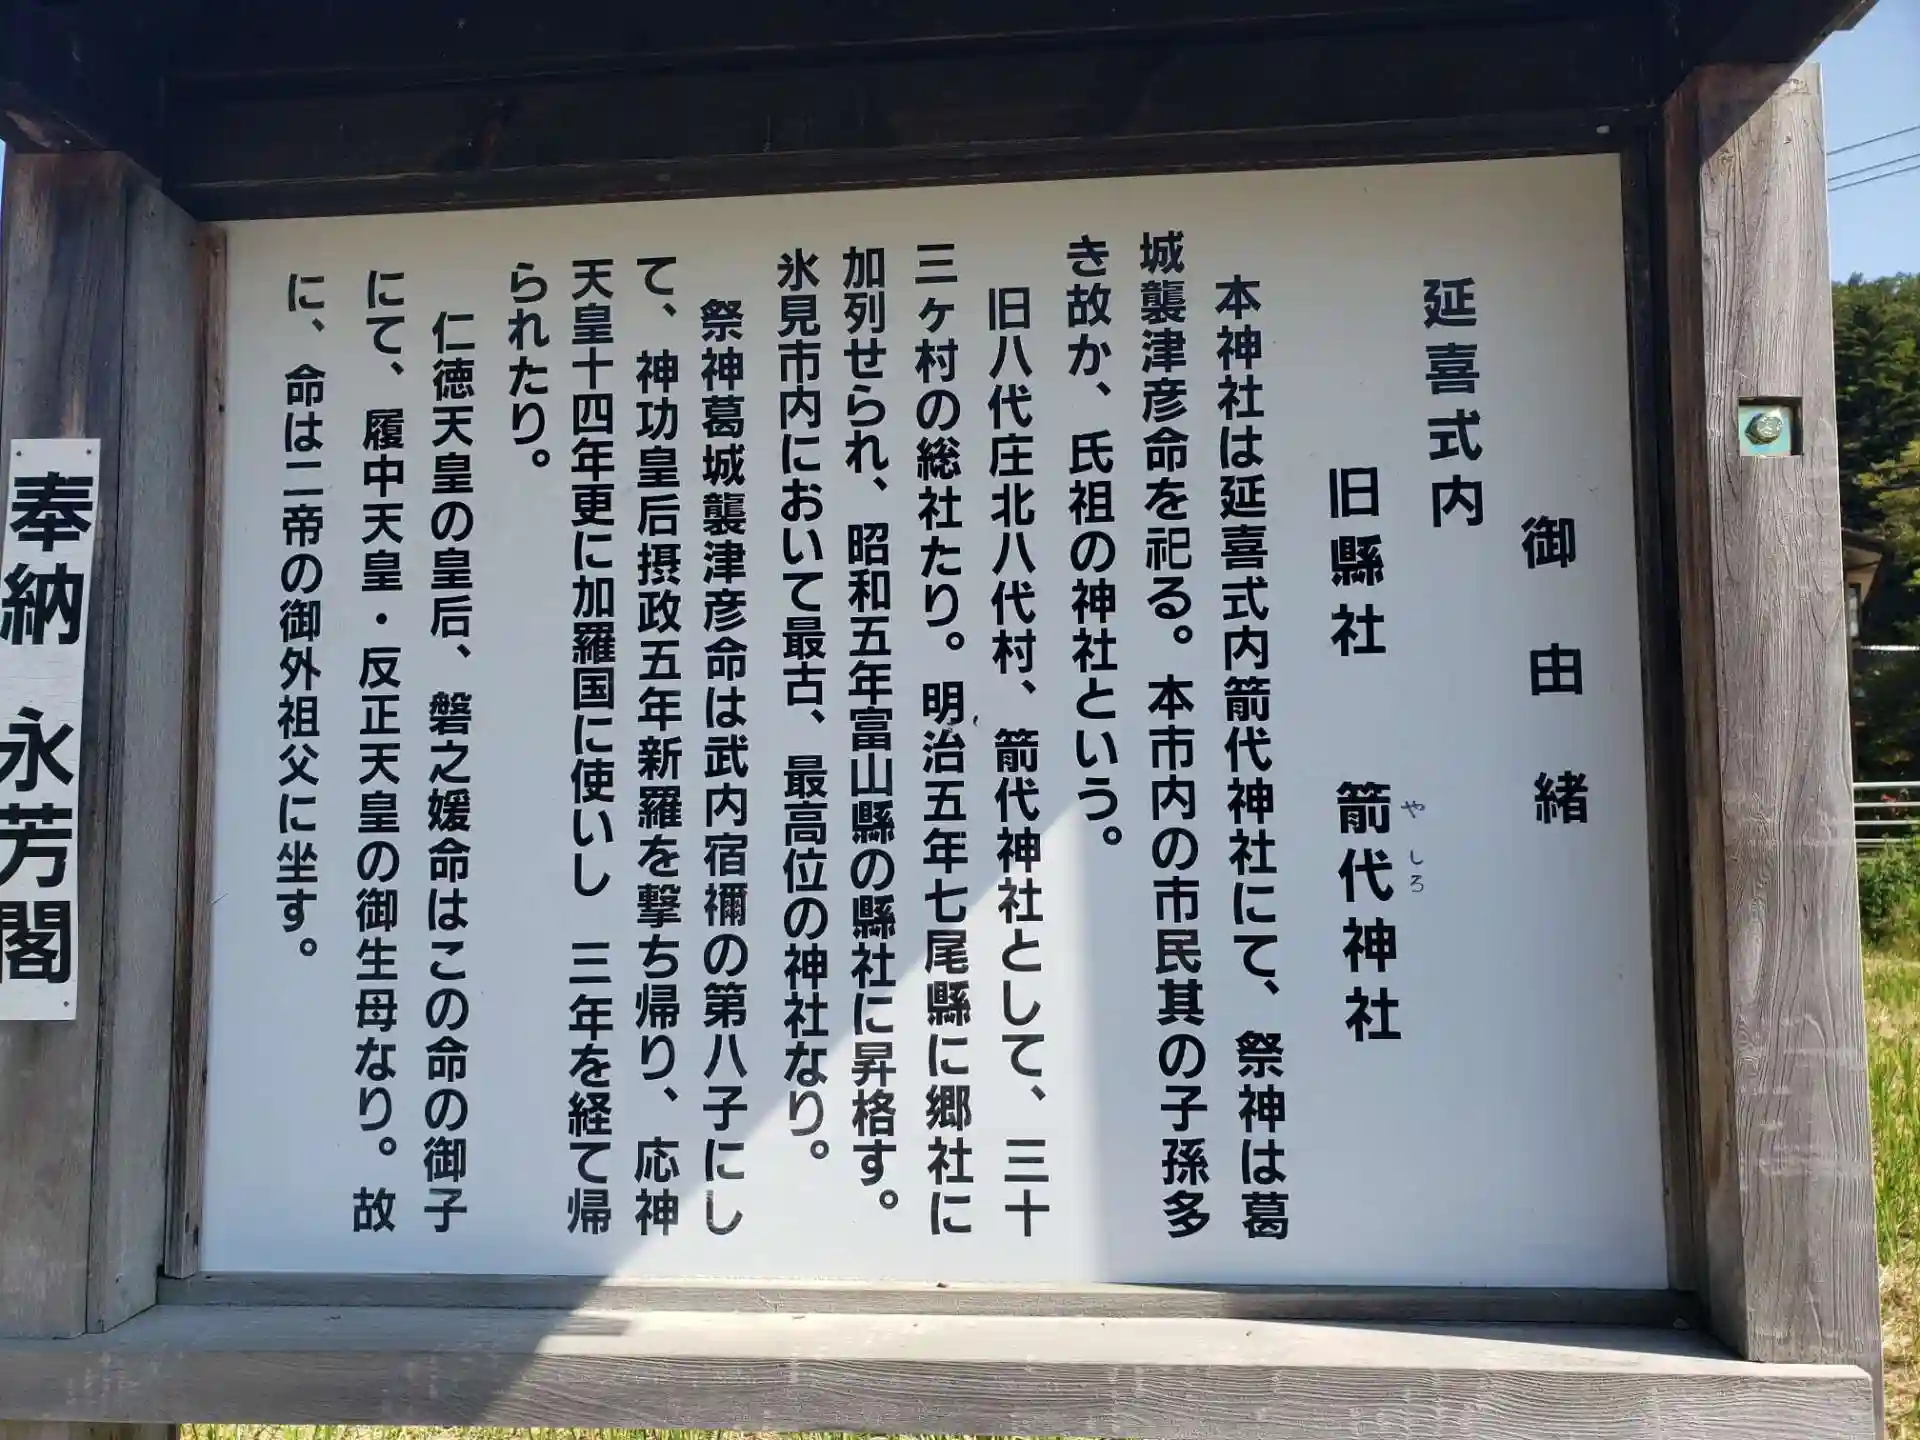 御由緒
延喜式内
旧縣社 箭代神社
やしろ
本神社は延喜式内箭代神社にて、祭神は葛
城襲津彦命を祀る。本市内の市民其の子孫多
き故か、氏祖の神社という。
旧八代庄北八代村、箭代神社として、三十
三ヶ村の総社たり。明治五年七尾縣に郷社に
加列せられ、昭和五年富山縣の縣社に昇格す。
氷見市内において最古、最高位の神社なり。
祭神葛城襲津彦命は武内宿禰の第八子にし
て、神功皇后摂政五年新羅を撃ち帰り、応神
天皇十四年更に加羅国に使いし 三年を経て帰
られたり。
仁徳天皇の皇后、磐之媛命はこの命の御子
にて、履中天皇・反正天皇の御生母なり。故
に、命は二帝の御外祖父に坐す。
奉納 永芳閣